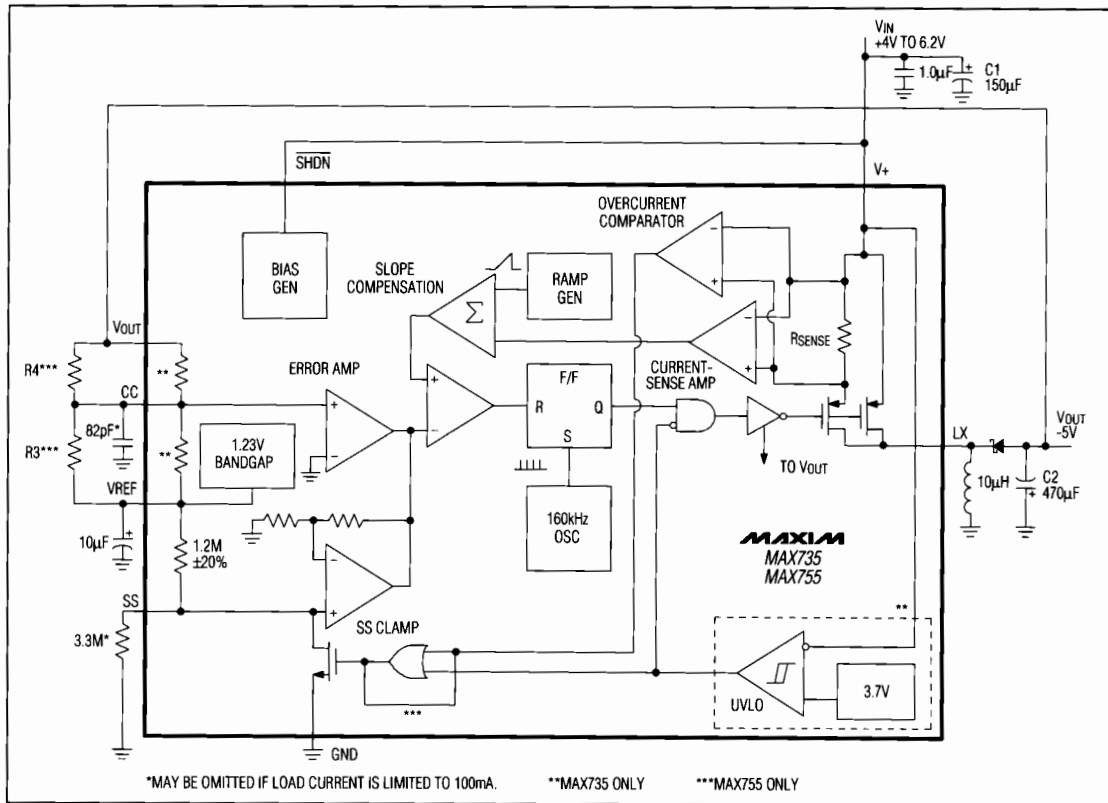 VIN
+4V TO 6.2V
1.0µF
+
C1
150µF
SHDN
V+
OVERCURRENT
COMPARATOR
BIAS
GEN
SLOPE
COMPENSATION
RAMP
GEN
Σ
−
+
−
+
RSENSE
VOUT
R4***
**
CC
ERROR AMP
F/F
R
Q
S
CURRENT-
SENSE AMP
+
−
+
−
82pF*
R3***
**
1.23V
BANDGAP
TO VOUT
LX
VOUT
-5V
VREF
+
10µF
1.2M
±20%
160kHz
OSC
10µH
C2
+
470µF
MAXIM
MAX735
MAX755
SS
−
+
3.3M*
SS CLAMP
**
UVLO
3.7V
***
GND
*MAY BE OMITTED IF LOAD CURRENT IS LIMITED TO 100mA. **MAX735 ONLY ***MAX755 ONLY